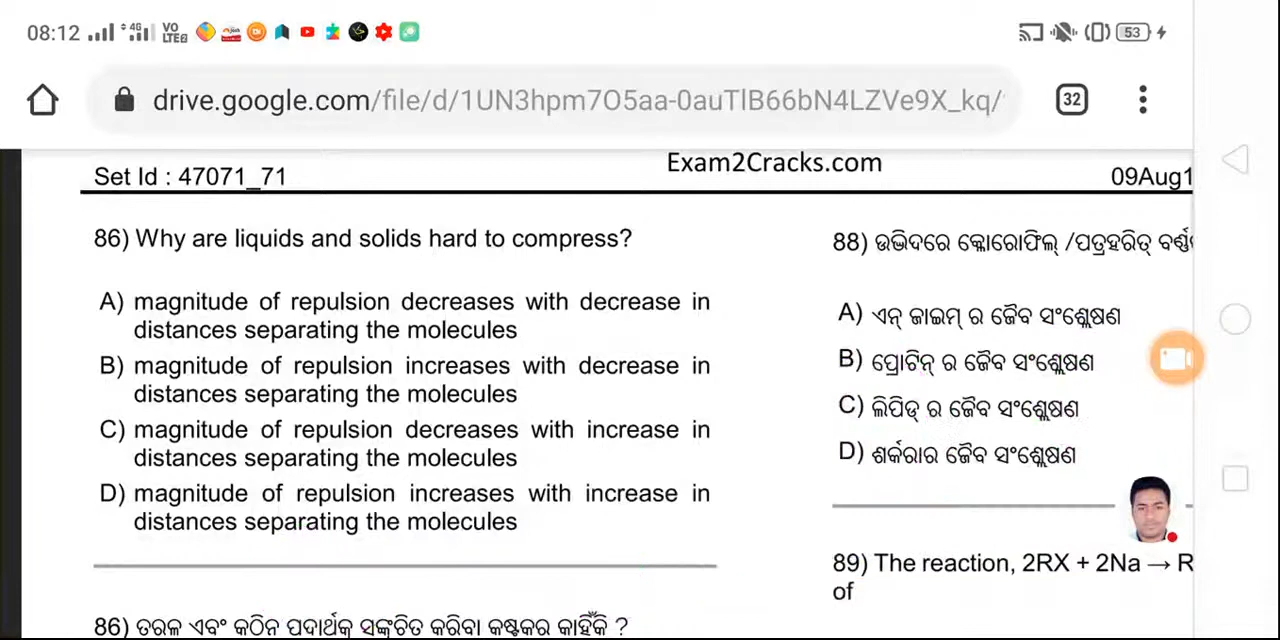 08:12
4G
VO
LTE2
53
drive.google.com/file/d/1UN3hpm7O5aa-0auTlB66bN4LZVe9X_kq/
32
Exam2Cracks.com
Set Id : 47071_71
09Aug1
86) Why are liquids and solids hard to compress?
A) magnitude of repulsion decreases with decrease in
distances separating the molecules
B) magnitude of repulsion increases with decrease in
distances separating the molecules
C) magnitude of repulsion decreases with increase in
distances separating the molecules
D) magnitude of repulsion increases with increase in
distances separating the molecules
86) ତରଳ ଏବଂ କଠିନ ପଦାର୍ଥକୁ ସଙ୍କୁଚିତ କରିବା କଷ୍ଟକର କାହିଁକି ?
88) ଉଦ୍ଭିଦରେ କ୍ଲୋରୋଫିଲ୍ /ପତ୍ରହରିତ୍
A) ଏନ୍ ଜାଇମ୍ ର ଜୈବ ସଂଶ୍ଲେଷଣ
B) ପ୍ରୋଟିନ୍ ର ଜୈବ ସଂଶ୍ଲେଷଣ
C) ଲିପିଡ୍ ର ଜୈବ ସଂଶ୍ଲେଷଣ
D) ଶର୍କରାର ଜୈବ ସଂଶ୍ଲେଷଣ
89) The reaction, 2RX + 2Na → R
of